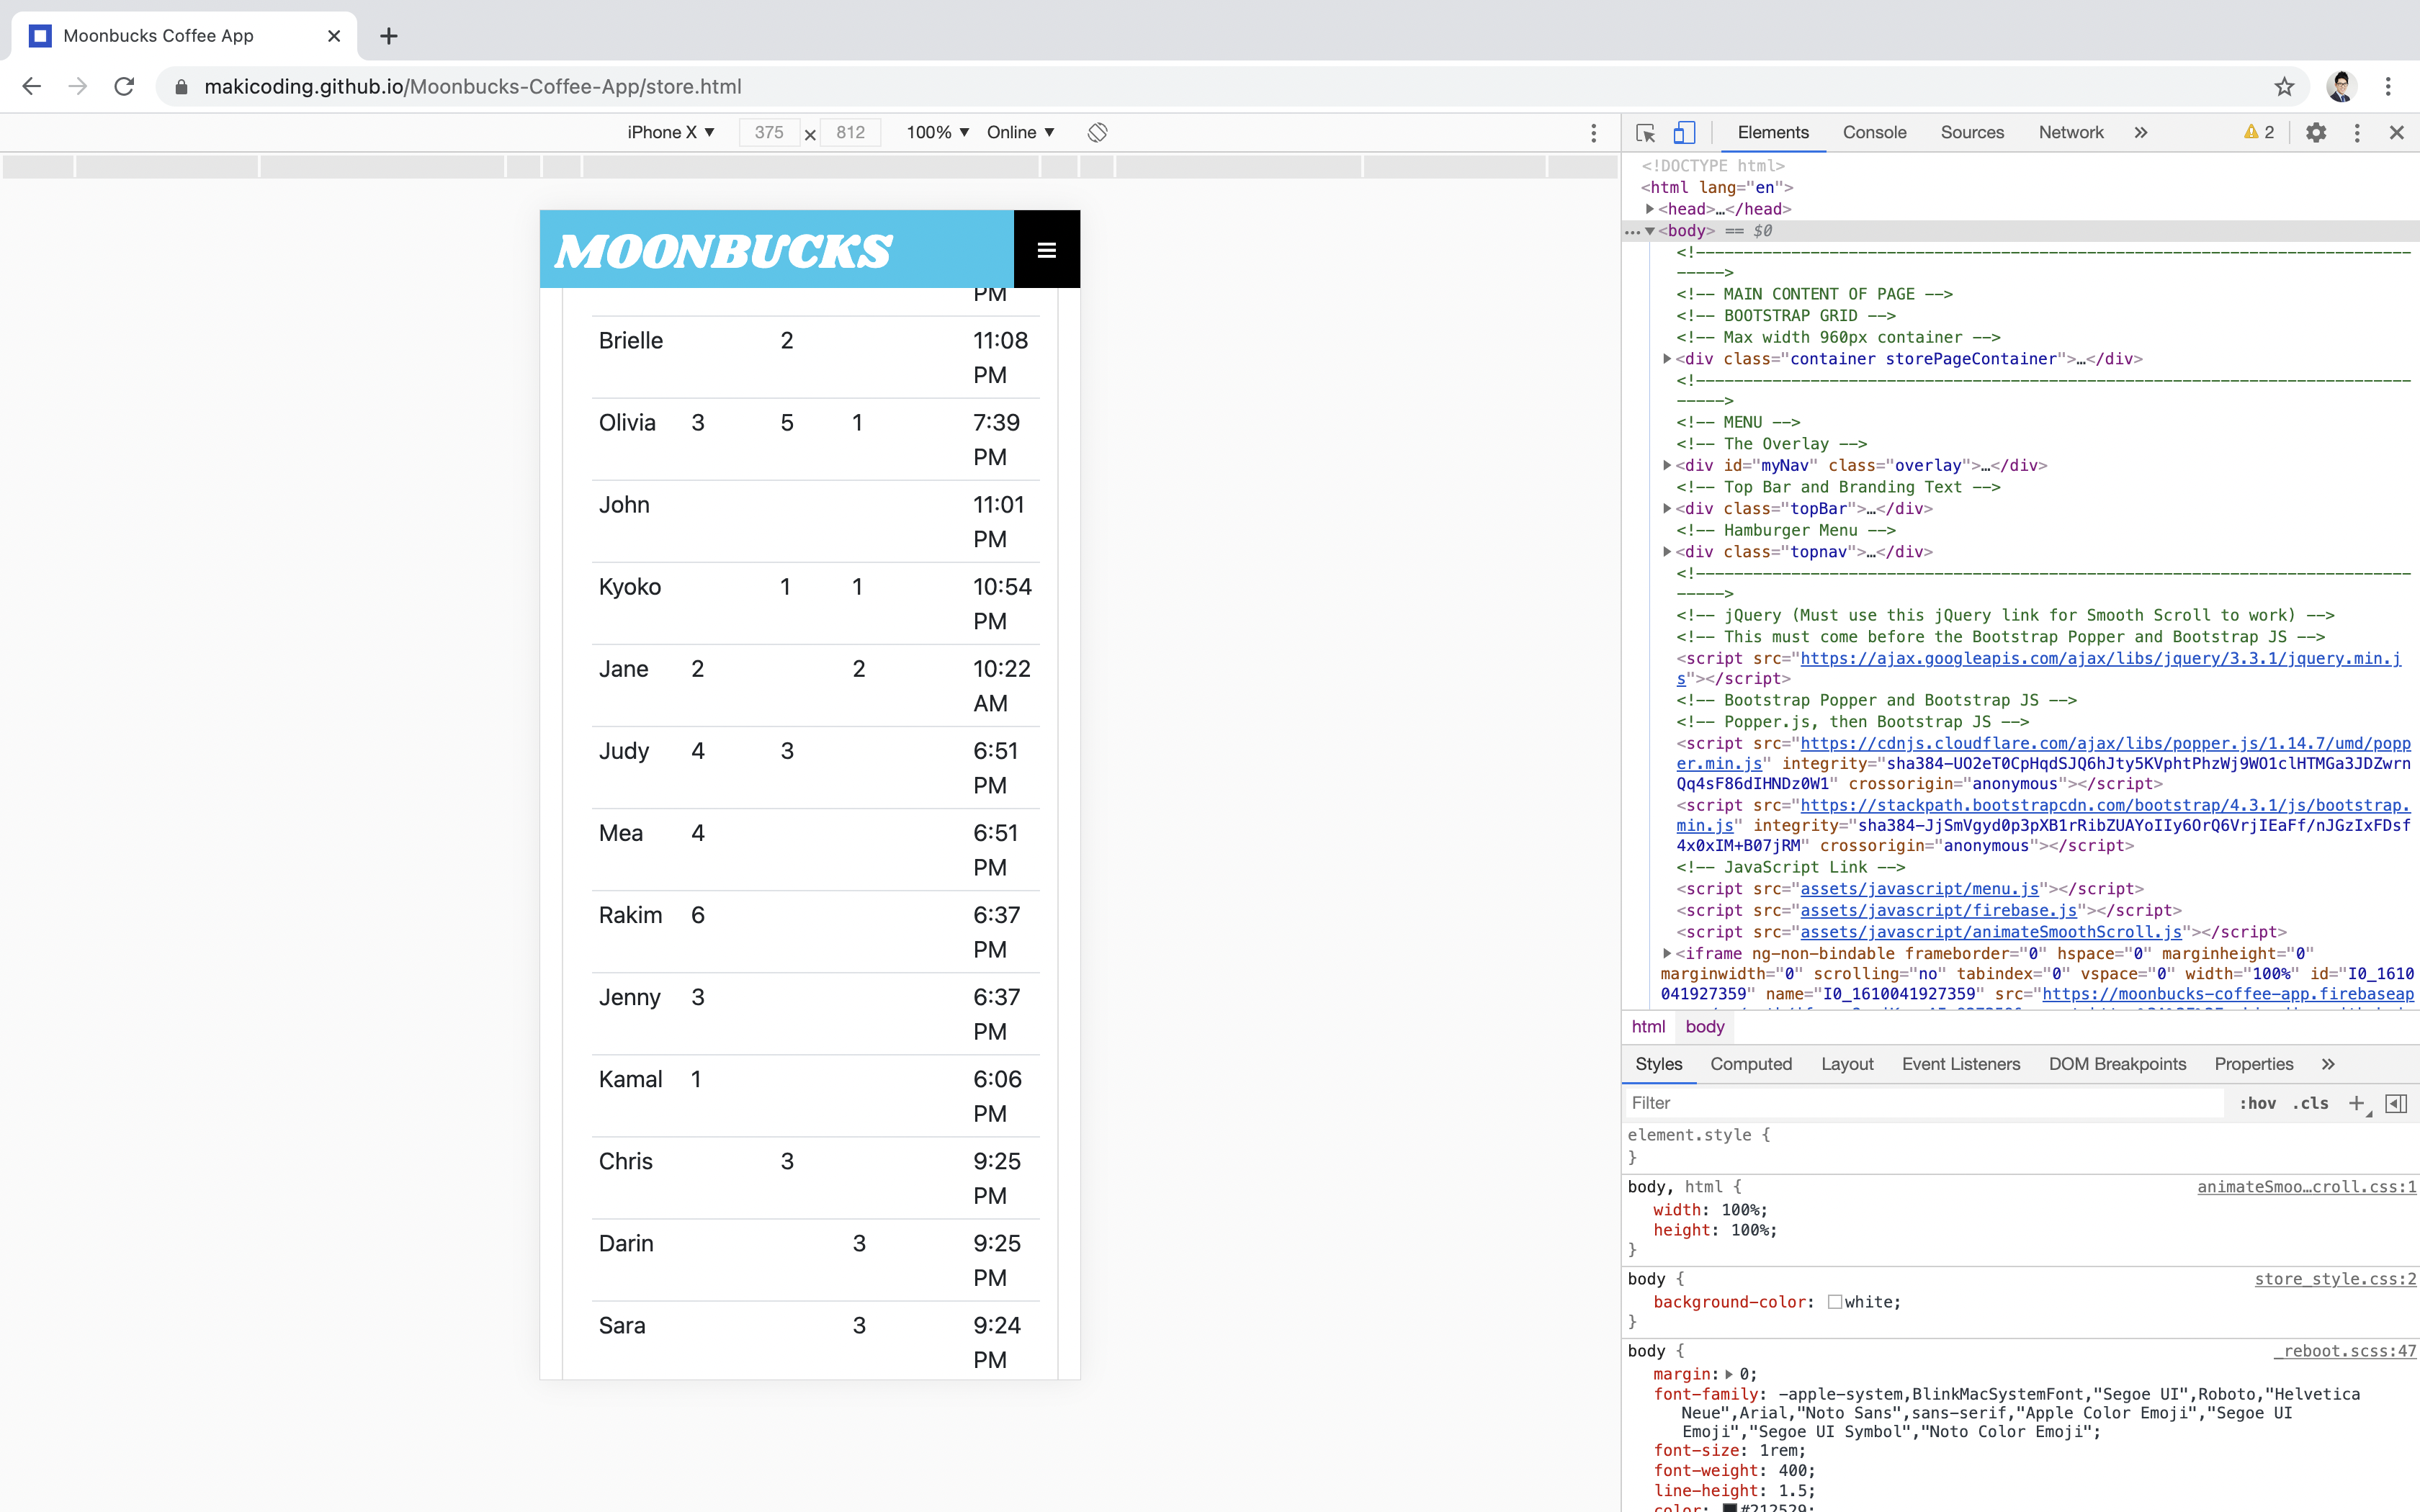 Moonbucks Coffee App
makicoding.github.io/Moonbucks-Coffee-App/store.html
iPhone X ▼ 375 × 812 100% ▼ Online ▼
MOONBUCKS
PM
Brielle 2 11:08
PM
Olivia 3 5 1 7:39
PM
John 11:01
PM
Kyoko 1 1 10:54
PM
Jane 2 2 10:22
AM
Judy 4 3 6:51
PM
Mea 4 6:51
PM
Rakim 6 6:37
PM
Jenny 3 6:37
PM
Kamal 1 6:06
PM
Chris 3 9:25
PM
Darin 3 9:25
PM
Sara 3 9:24
PM
Elements Console Sources Network » 2
<!DOCTYPE html>
<html lang="en">
▶<head>…</head>
…▼<body> == $0
<!---------------------------------------------------------------------------
----->
<!-- MAIN CONTENT OF PAGE -->
<!-- BOOTSTRAP GRID -->
<!-- Max width 960px container -->
▶<div class="container storePageContainer">…</div>
<!---------------------------------------------------------------------------
----->
<!-- MENU -->
<!-- The Overlay -->
▶<div id="myNav" class="overlay">…</div>
<!-- Top Bar and Branding Text -->
▶<div class="topBar">…</div>
<!-- Hamburger Menu -->
▶<div class="topnav">…</div>
<!---------------------------------------------------------------------------
----->
<!-- jQuery (Must use this jQuery link for Smooth Scroll to work) -->
<!-- This must come before the Bootstrap Popper and Bootstrap JS -->
<script src="https://ajax.googleapis.com/ajax/libs/jquery/3.3.1/jquery.min.j
s"></script>
<!-- Bootstrap Popper and Bootstrap JS -->
<!-- Popper.js, then Bootstrap JS -->
<script src="https://cdnjs.cloudflare.com/ajax/libs/popper.js/1.14.7/umd/popp
er.min.js" integrity="sha384-UO2eT0CpHqdSJQ6hJty5KVphtPhzWj9WO1clHTMGa3JDZwrn
Qq4sF86dIHNDz0W1" crossorigin="anonymous"></script>
<script src="https://stackpath.bootstrapcdn.com/bootstrap/4.3.1/js/bootstrap.
min.js" integrity="sha384-JjSmVgyd0p3pXB1rRibZUAYoIIy6OrQ6VrjIEaFf/nJGzIxFDsf
4x0xIM+B07jRM" crossorigin="anonymous"></script>
<!-- JavaScript Link -->
<script src="assets/javascript/menu.js"></script>
<script src="assets/javascript/firebase.js"></script>
<script src="assets/javascript/animateSmoothScroll.js"></script>
▶<iframe ng-non-bindable frameborder="0" hspace="0" marginheight="0"
marginwidth="0" scrolling="no" tabindex="0" vspace="0" width="100%" id="I0_1610
041927359" name="I0_1610041927359" src="https://moonbucks-coffee-app.firebaseap
html body
Styles Computed Layout Event Listeners DOM Breakpoints Properties »
Filter :hov .cls +
element.style {
}
body, html { animateSmoo…croll.css:1
width: 100%;
height: 100%;
}
body { store_style.css:2
background-color: white;
}
body { _reboot.scss:47
margin: ▶ 0;
font-family: -apple-system,BlinkMacSystemFont,"Segoe UI",Roboto,"Helvetica
Neue",Arial,"Noto Sans",sans-serif,"Apple Color Emoji","Segoe UI
Emoji","Segoe UI Symbol","Noto Color Emoji";
font-size: 1rem;
font-weight: 400;
line-height: 1.5;
color: #212529;